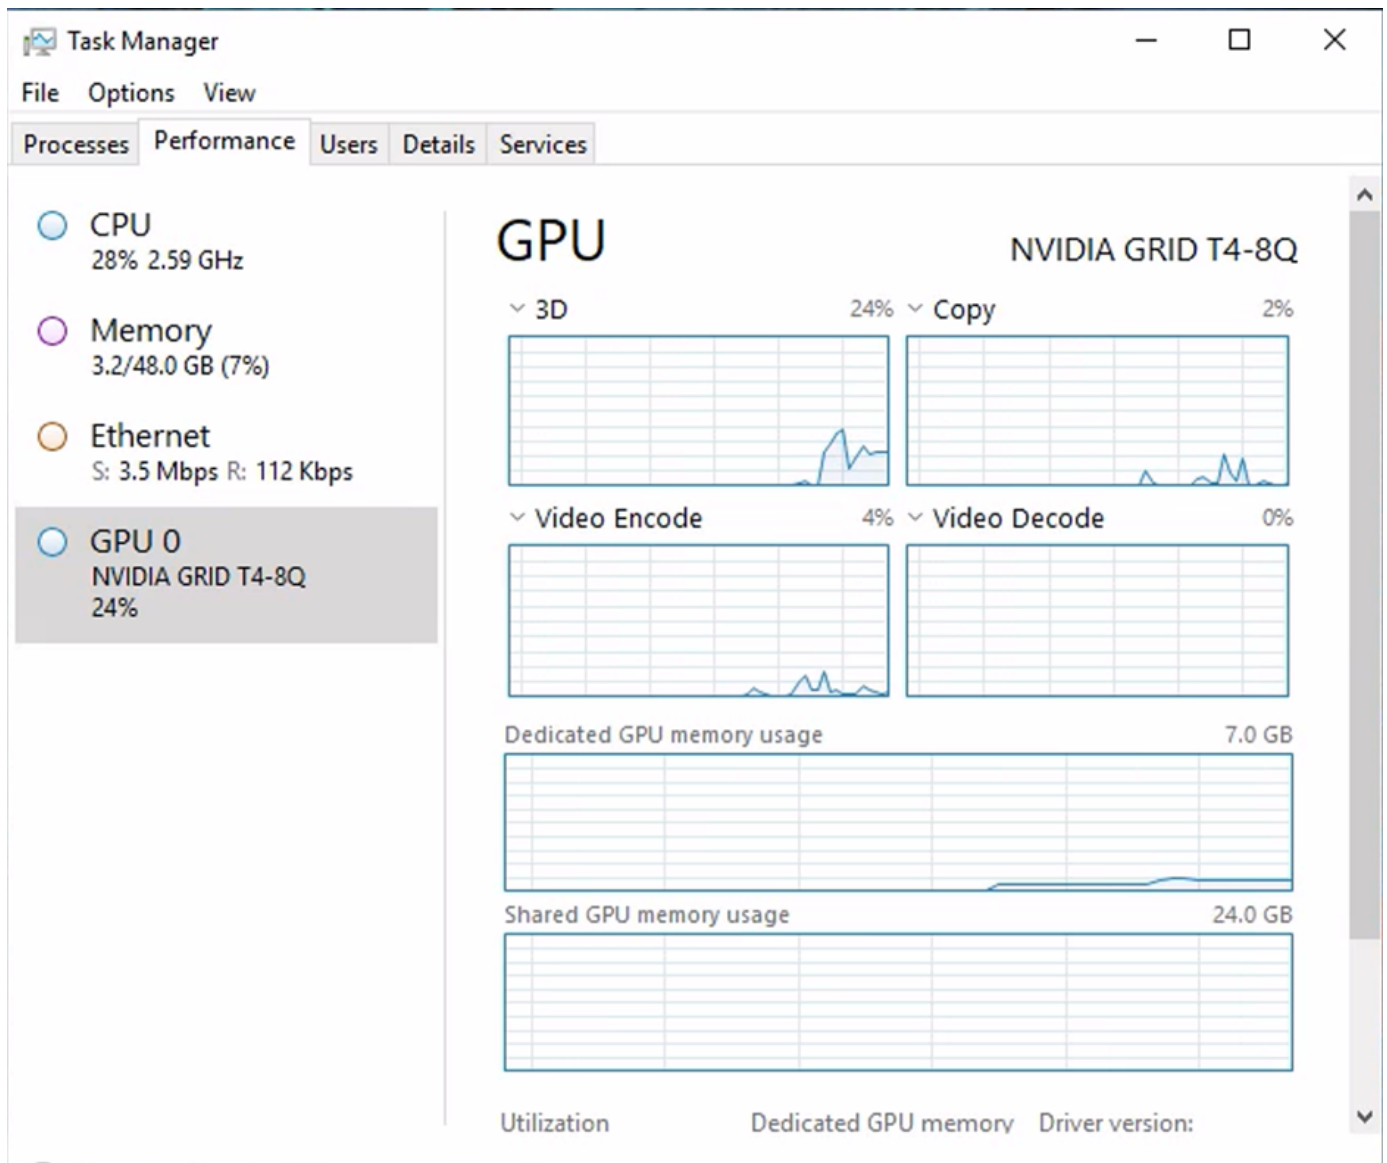 Task Manager
File Options View
Processes Performance Users Details Services
CPU
28% 2.59 GHz
Memory
3.2/48.0 GB (7%)
Ethernet
S: 3.5 Mbps R: 112 Kbps
GPU 0
NVIDIA GRID T4-8Q
24%
GPU NVIDIA GRID T4-8Q
3D 24% Copy 2%
Video Encode 4% Video Decode 0%
Dedicated GPU memory usage 7.0 GB
Shared GPU memory usage 24.0 GB
Utilization Dedicated GPU memory Driver version: